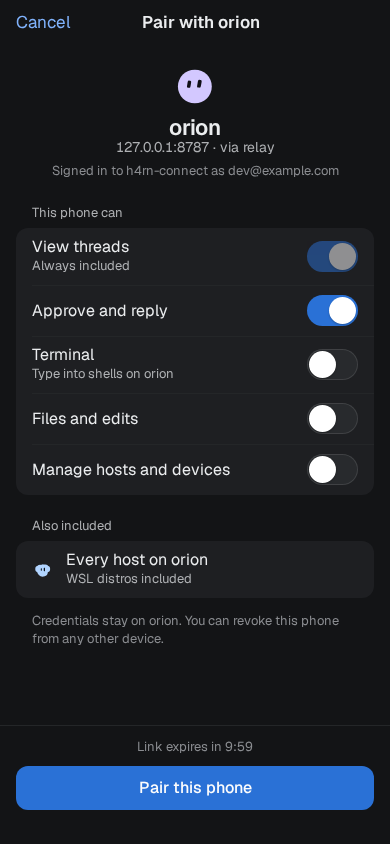 Cancel
Pair with orion
orion
127.0.0.1:8787 · via relay
Signed in to h4rn-connect as dev@example.com
This phone can
View threads
Always included
Approve and reply
Terminal
Type into shells on orion
Files and edits
Manage hosts and devices
Also included
Every host on orion
WSL distros included
Credentials stay on orion. You can revoke this phone
from any other device.
Link expires in 9:59
Pair this phone